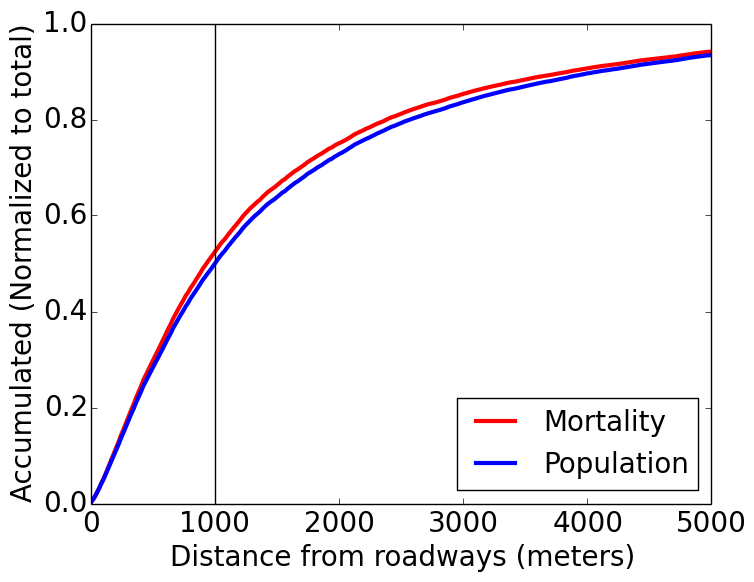 Accumulated (Normalized to total)
1.0
0.8
0.6
0.4
0.2
0.0
0 1000 2000 3000 4000 5000
Distance from roadways (meters)
Mortality
Population